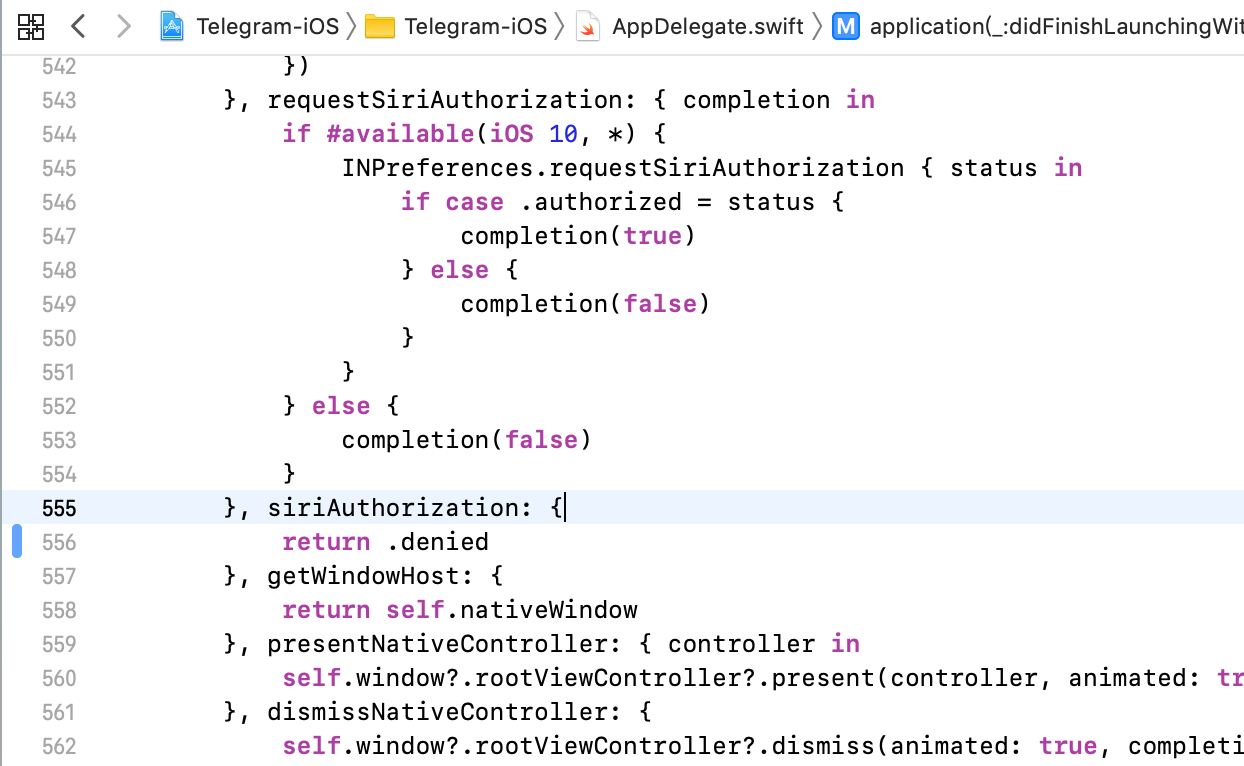 Telegram-iOS Telegram-iOS AppDelegate.swift M application(_:didFinishLaunchingWit
542 })
543 }, requestSiriAuthorization: { completion in
544 if #available(iOS 10, *) {
545 INPreferences.requestSiriAuthorization { status in
546 if case .authorized = status {
547 completion(true)
548 } else {
549 completion(false)
550 }
551 }
552 } else {
553 completion(false)
554 }
555 }, siriAuthorization: {
556 return .denied
557 }, getWindowHost: {
558 return self.nativeWindow
559 }, presentNativeController: { controller in
560 self.window?.rootViewController?.present(controller, animated: tr
561 }, dismissNativeController: {
562 self.window?.rootViewController?.dismiss(animated: true, completi